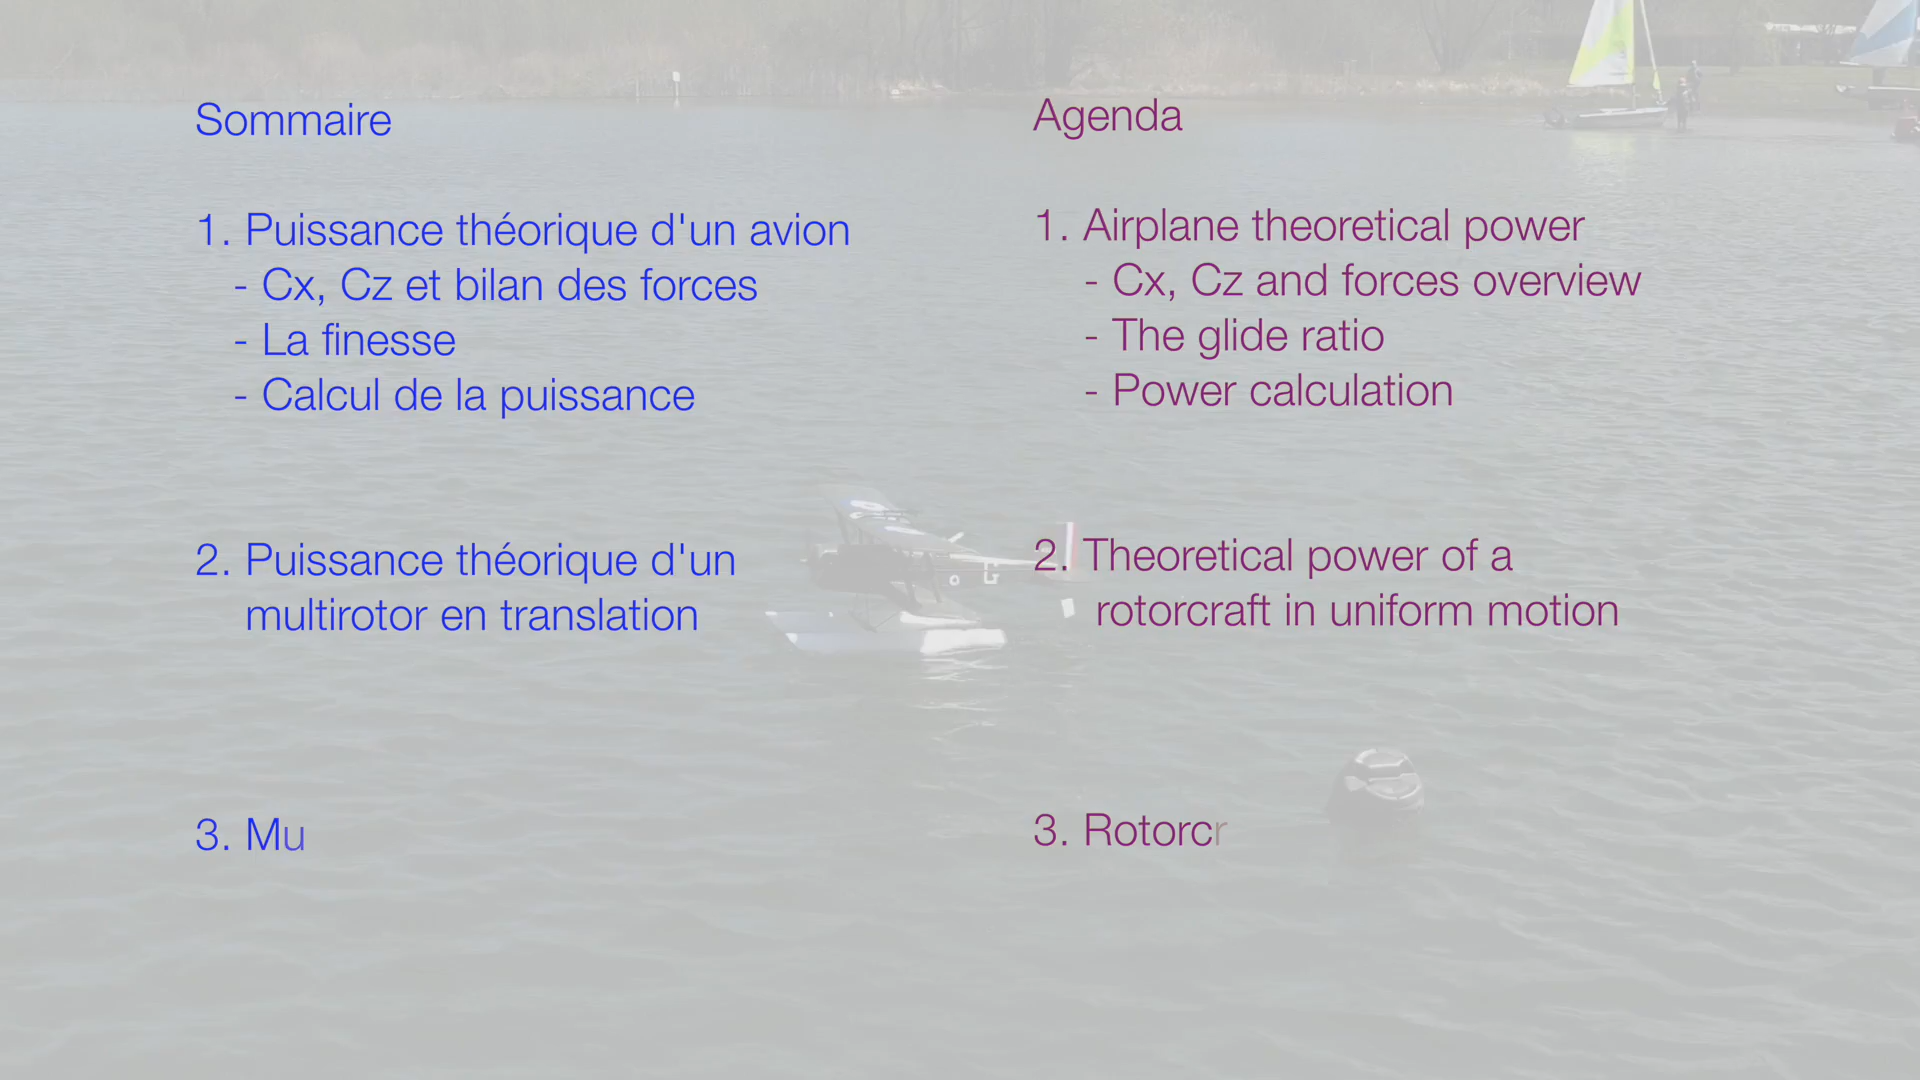 Sommaire
1. Puissance théorique d'un avion
- Cx, Cz et bilan des forces
- La finesse
- Calcul de la puissance
2. Puissance théorique d'un
multirotor en translation
3. Mu
Agenda
1. Airplane theoretical power
- Cx, Cz and forces overview
- The glide ratio
- Power calculation
2. Theoretical power of a
rotorcraft in uniform motion
3. Rotorcr